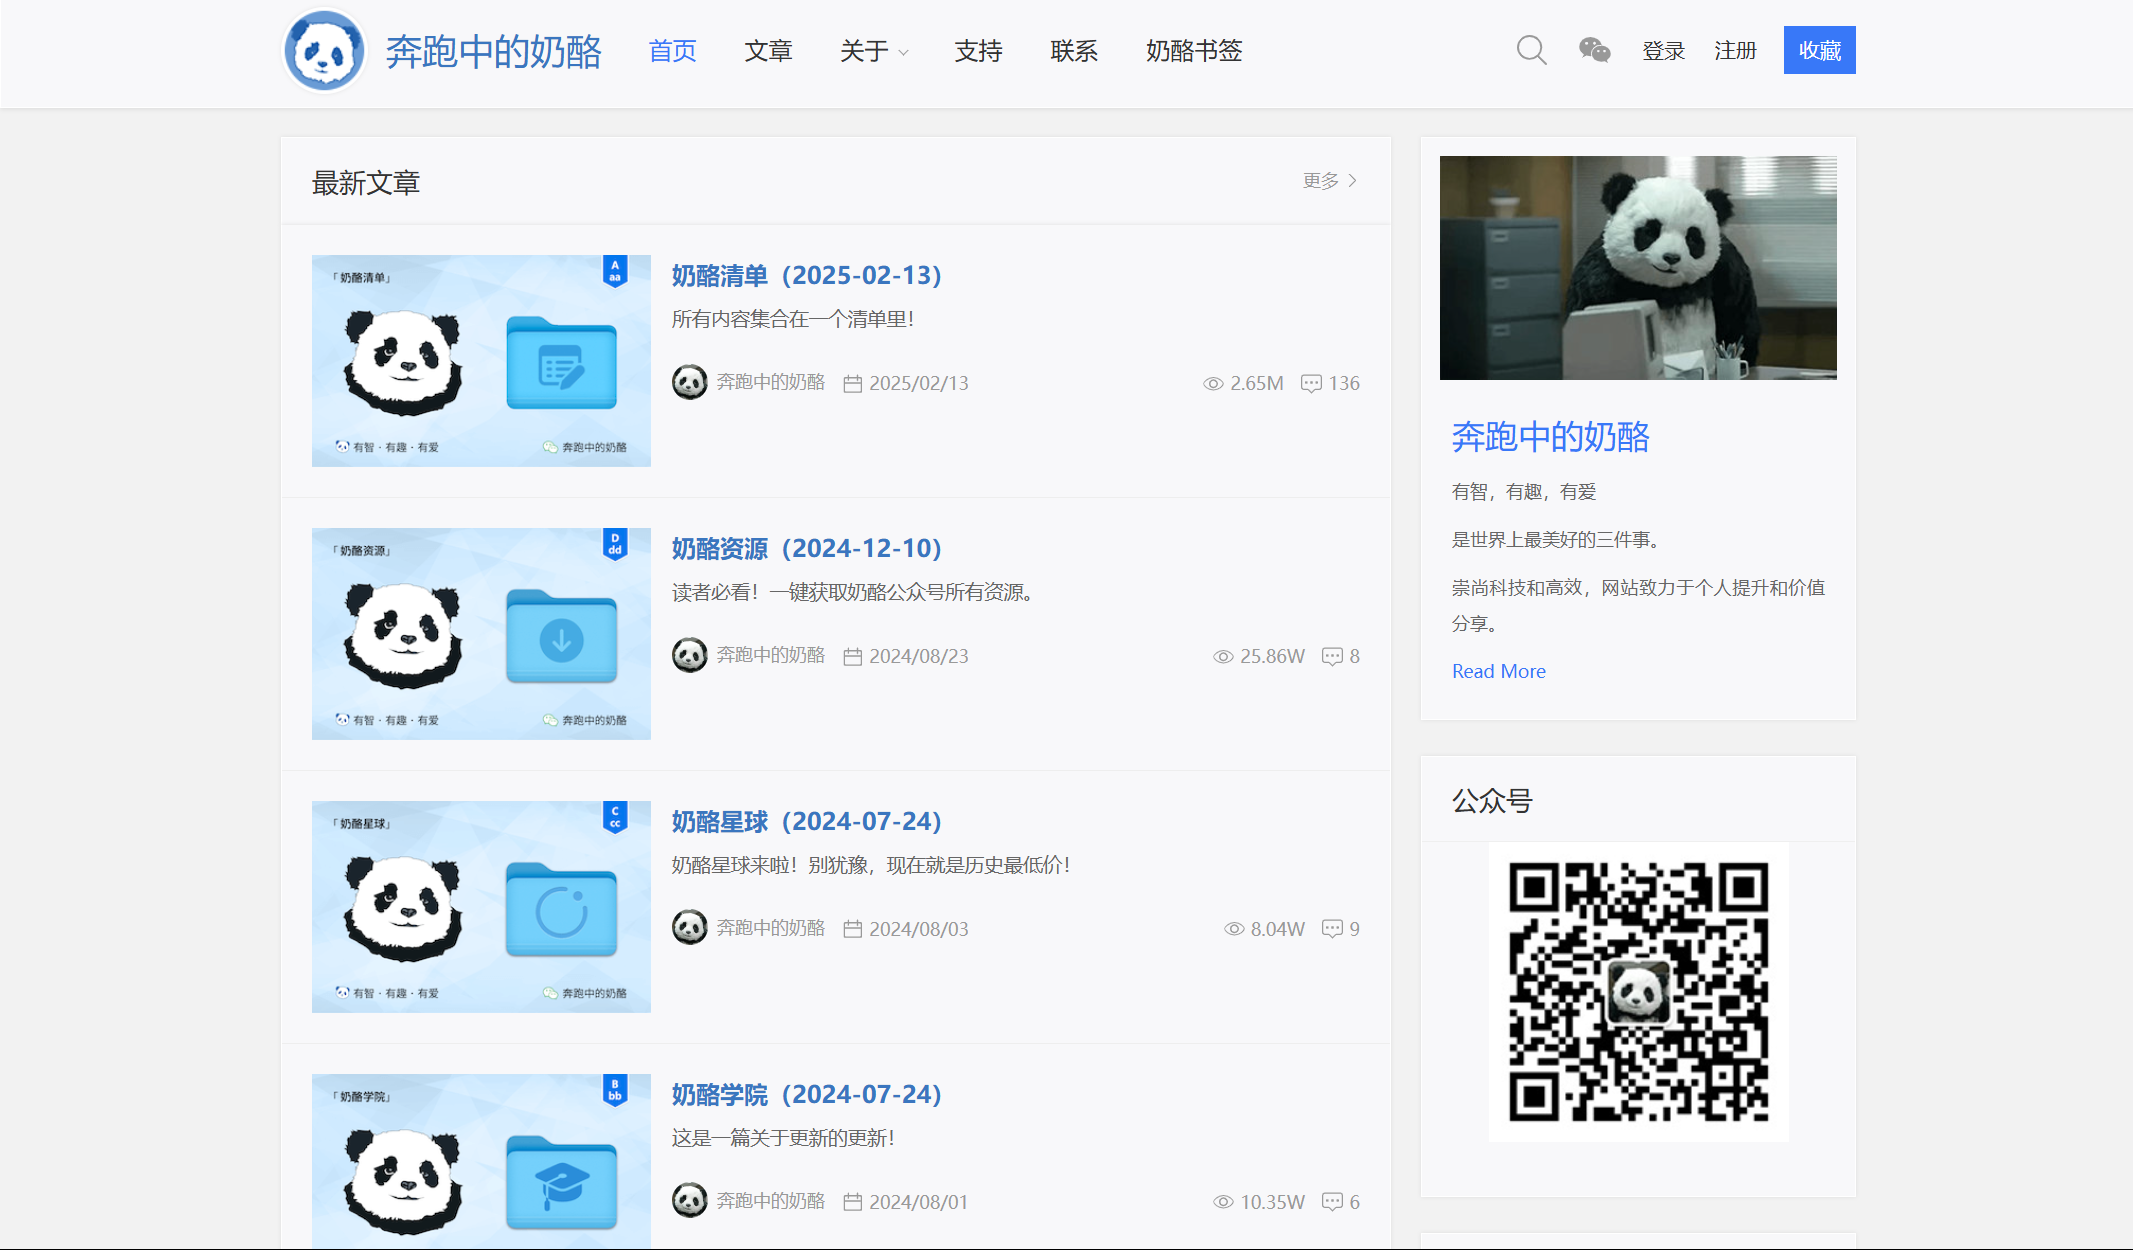 奔跑中的奶酪 首页 文章 关于 支持 联系 奶酪书签 登录 注册 收藏
最新文章 更多
「奶酪清单」 A
aa
有智 · 有趣 · 有爱 奔跑中的奶酪
奶酪清单（2025-02-13）
所有内容集合在一个清单里！
奔跑中的奶酪 2025/02/13 2.65M 136
「奶酪资源」 D
dd
有智 · 有趣 · 有爱 奔跑中的奶酪
奶酪资源（2024-12-10）
读者必看！一键获取奶酪公众号所有资源。
奔跑中的奶酪 2024/08/23 25.86W 8
「奶酪星球」 C
cc
有智 · 有趣 · 有爱 奔跑中的奶酪
奶酪星球（2024-07-24）
奶酪星球来啦！别犹豫，现在就是历史最低价！
奔跑中的奶酪 2024/08/03 8.04W 9
「奶酪学院」 B
bb
奶酪学院（2024-07-24）
这是一篇关于更新的更新！
奔跑中的奶酪 2024/08/01 10.35W 6
奔跑中的奶酪
有智，有趣，有爱
是世界上最美好的三件事。
崇尚科技和高效，网站致力于个人提升和价值
分享。
Read More
公众号